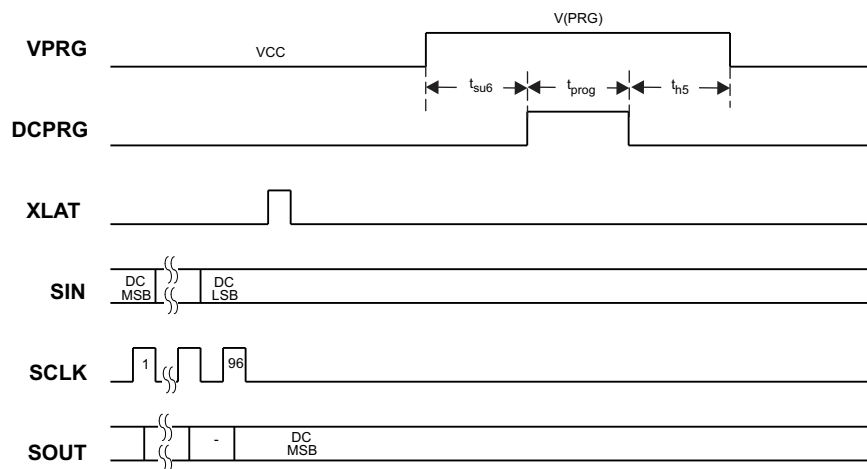 V(PRG)
VPRG
VCC
tsu6
tprog
th5
DCPRG
XLAT
SIN
DC
MSB
DC
LSB
SCLK
1
96
SOUT
-
DC
MSB